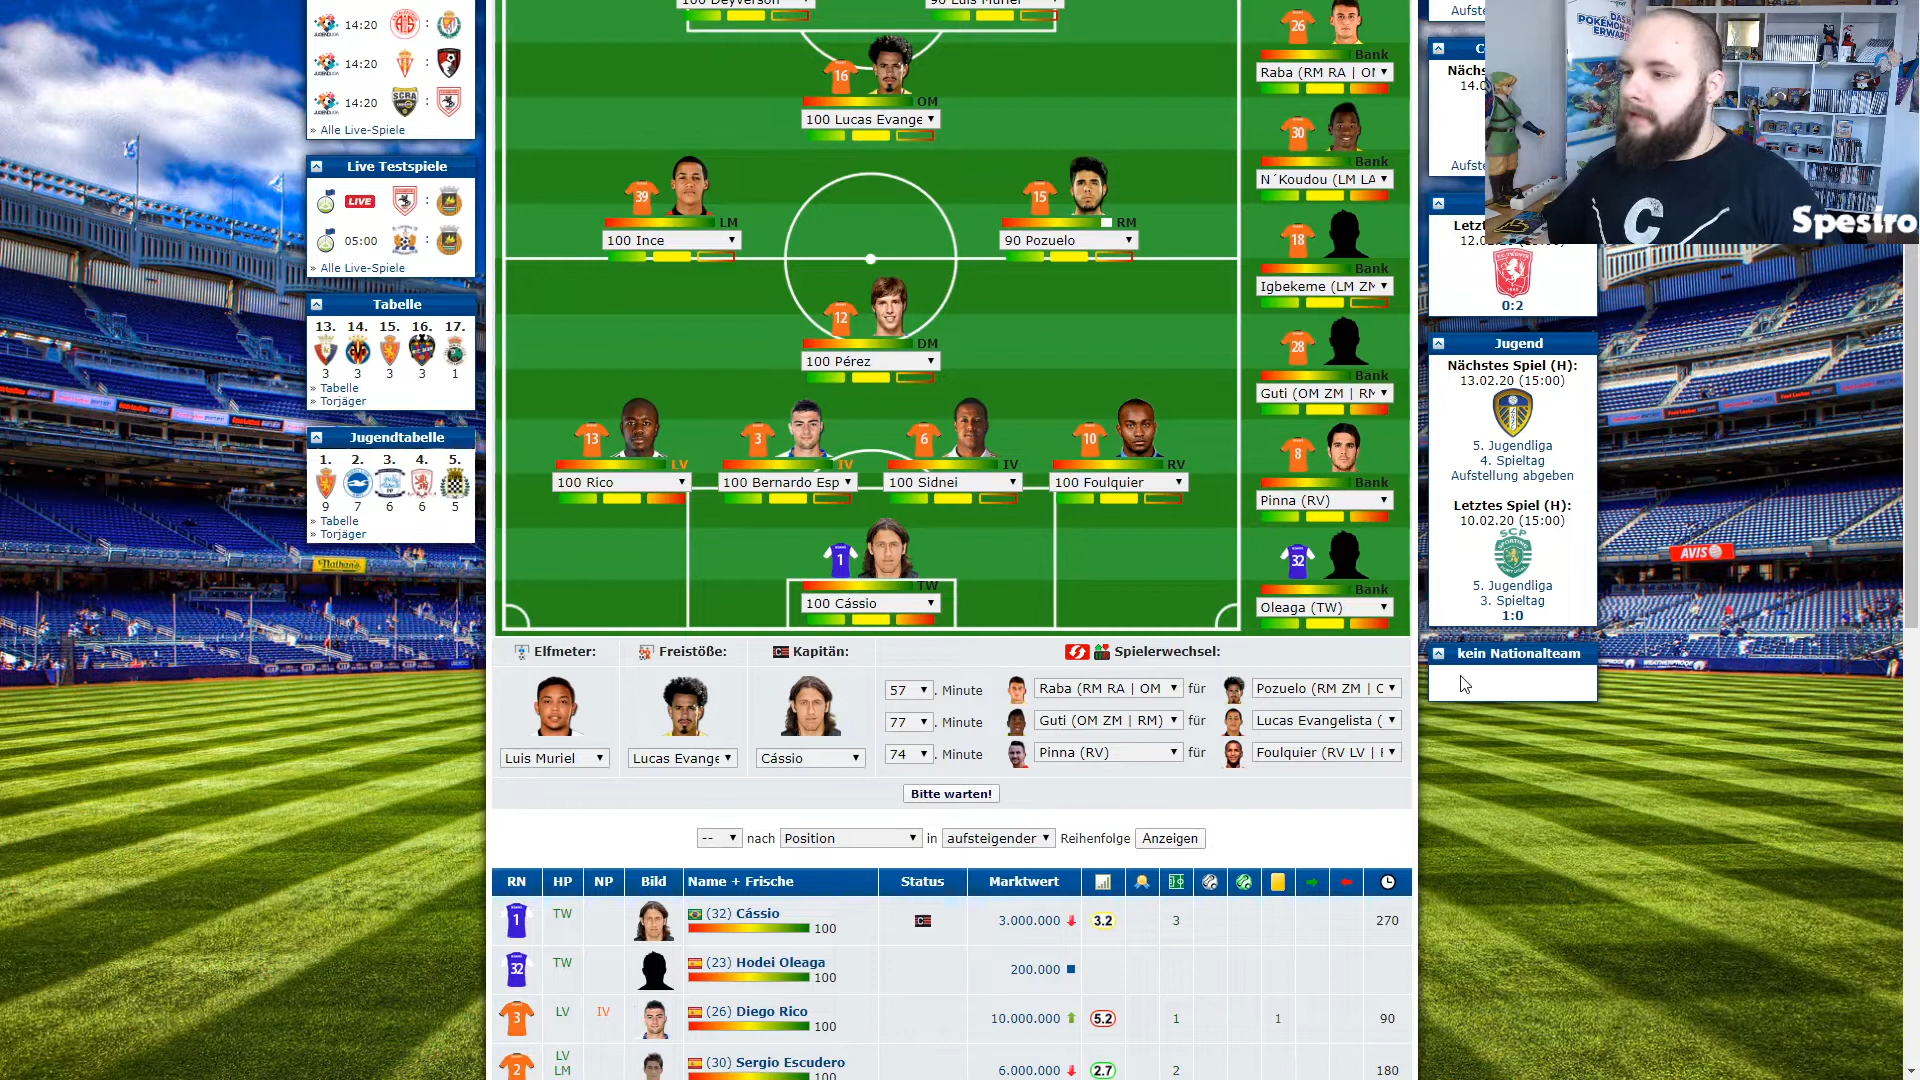 14:20
:
14:20
:
14:20
:
» Alle Live-Spiele
Live Testspiele
LIVE
:
05:00
:
» Alle Live-Spiele
Tabelle
13. 14. 15. 16. 17.
3 3 3 3 1
» Tabelle
» Torjäger
Jugendtabelle
1. 2. 3. 4. 5.
9 7 6 6 5
» Tabelle
» Torjäger
100 Deyverson
90 Luis Muriel
16
OM
100 Lucas Evange
39
LM
100 Ince
15
RM
90 Pozuelo
12
DM
100 Pérez
13
LV
100 Rico
3
IV
100 Bernardo Esp
6
IV
100 Sidnei
10
RV
100 Foulquier
1
TW
100 Cássio
26
Bank
Raba (RM RA | OM
30
Bank
N´Koudou (LM LA
18
Bank
Igbekeme (LM ZM
28
Bank
Guti (OM ZM | RM
8
Bank
Pinna (RV)
32
Bank
Oleaga (TW)
Elfmeter:
Freistöße:
Kapitän:
Spielerwechsel:
Luis Muriel
Lucas Evange
Cássio
57 . Minute Raba (RM RA | OM für Pozuelo (RM ZM | C
77 . Minute Guti (OM ZM | RM) für Lucas Evangelista (
74 . Minute Pinna (RV) für Foulquier (RV LV |
Bitte warten!
-- nach Position in aufsteigender Reihenfolge Anzeigen
RN HP NP Bild Name + Frische Status Marktwert
1 TW (32) Cássio 100 C 3.000.000 3.2 3 270
32 TW (23) Hodei Oleaga 100 200.000
3 LV IV (26) Diego Rico 100 10.000.000 5.2 1 1 90
2 LV LM (30) Sergio Escudero 100 6.000.000 2.7 2 180
Aufste
Nächs
14.0
Aufste
Letzt
12.0
0:2
Jugend
Nächstes Spiel (H):
13.02.20 (15:00)
5. Jugendliga
4. Spieltag
Aufstellung abgeben
Letztes Spiel (H):
10.02.20 (15:00)
SCP
5. Jugendliga
3. Spieltag
1:0
kein Nationalteam
DAS
POKÉMON
ERWAR
C
Spesiro
Nathan's
AVIS
WEATHERPROOF